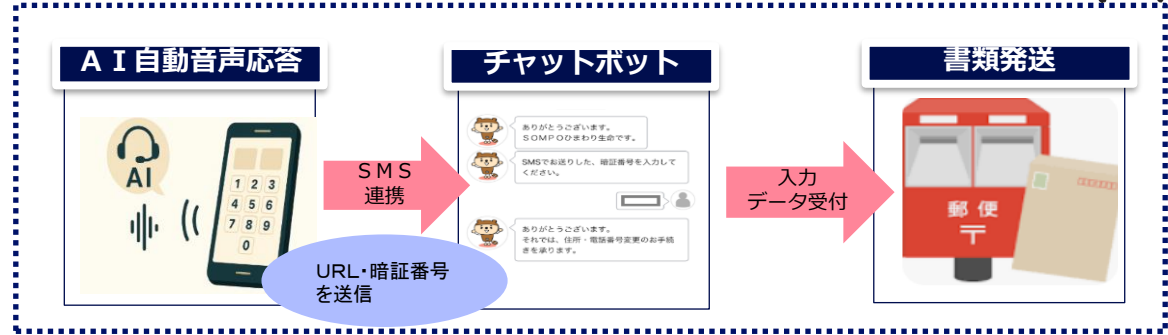 ＡＩ自動音声応答
チャットボット
書類発送
AI
1 2 3
4 5 6
7 8 9
0
ＳＭＳ
連携
URL・暗証番号
を送信
ありがとうございます。
ＳＯＭＰＯひまわり生命です。
SMSでお送りした、暗証番号を入力して
ください。
ありがとうございます。
それでは、住所・電話番号変更のお手続
きを承ります。
入力
データ受付
郵便
〒